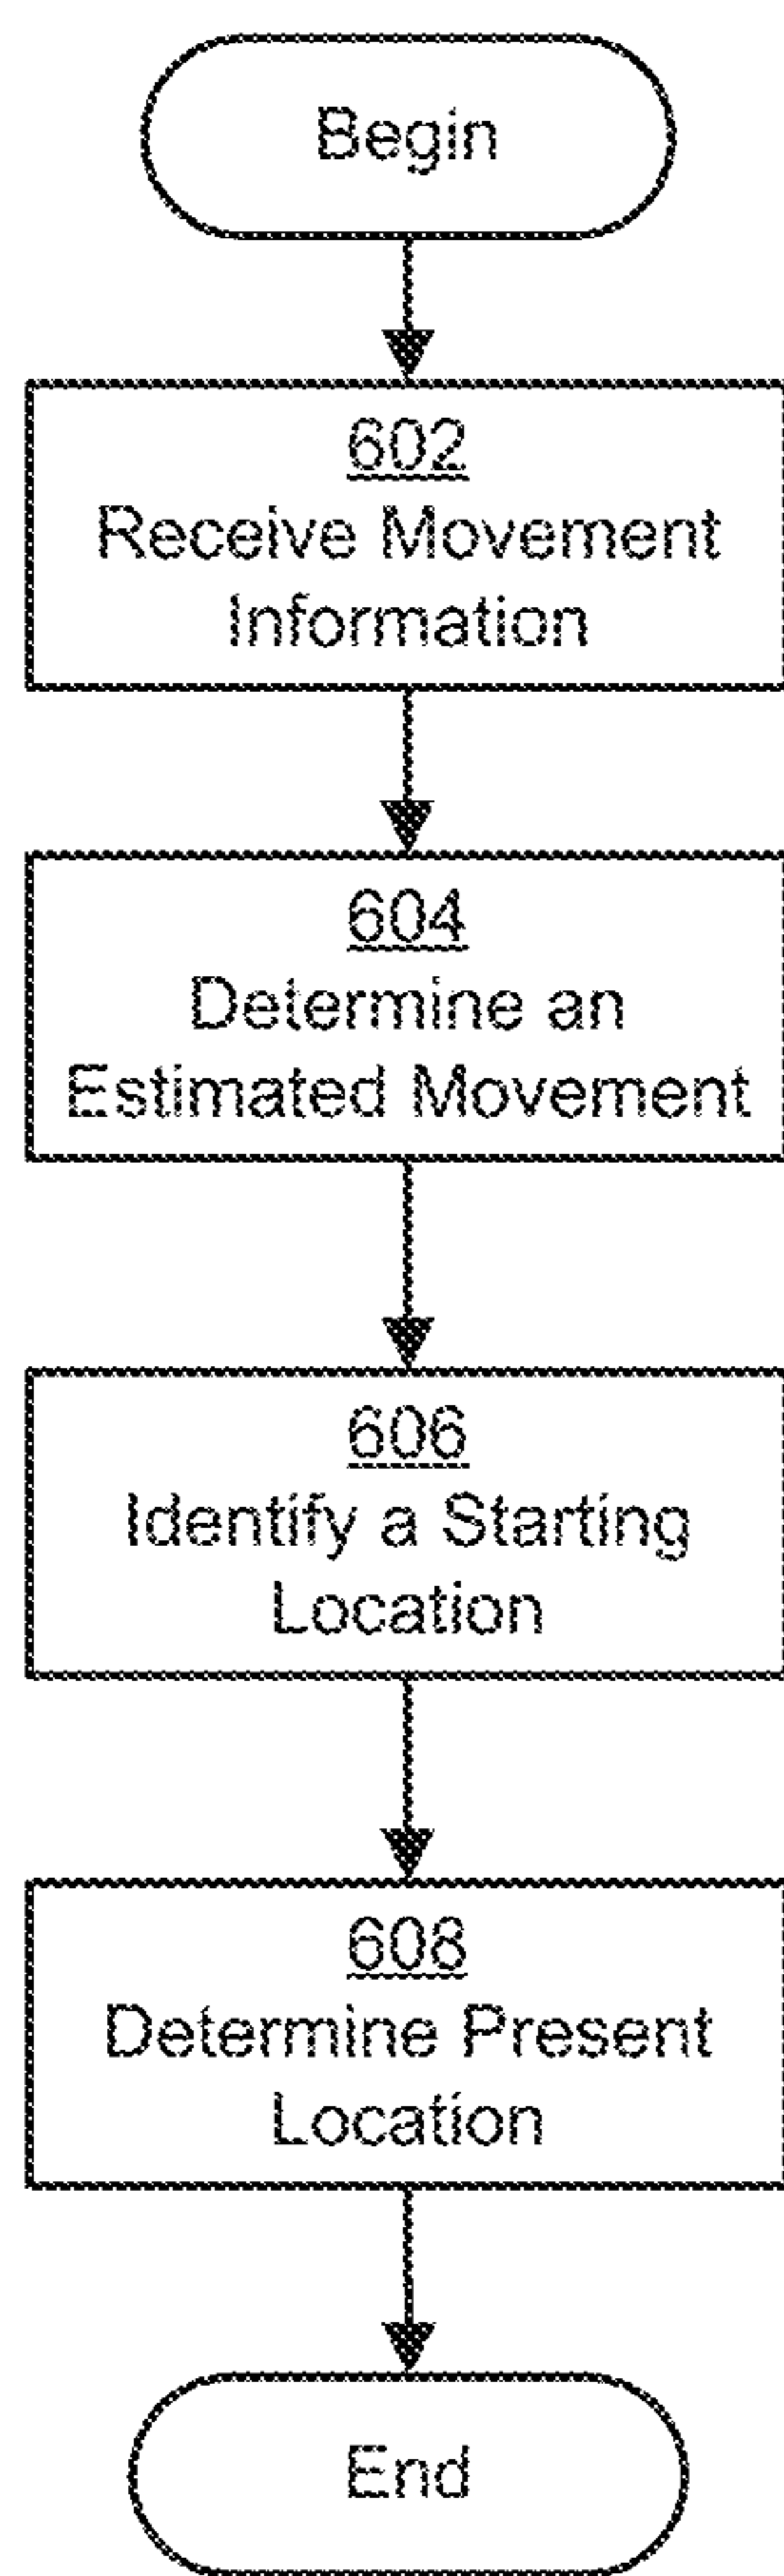 Begin
602
Receive Movement
Information
604
Determine an
Estimated Movement
606
Identify a Starting
Location
608
Determine Present
Location
End